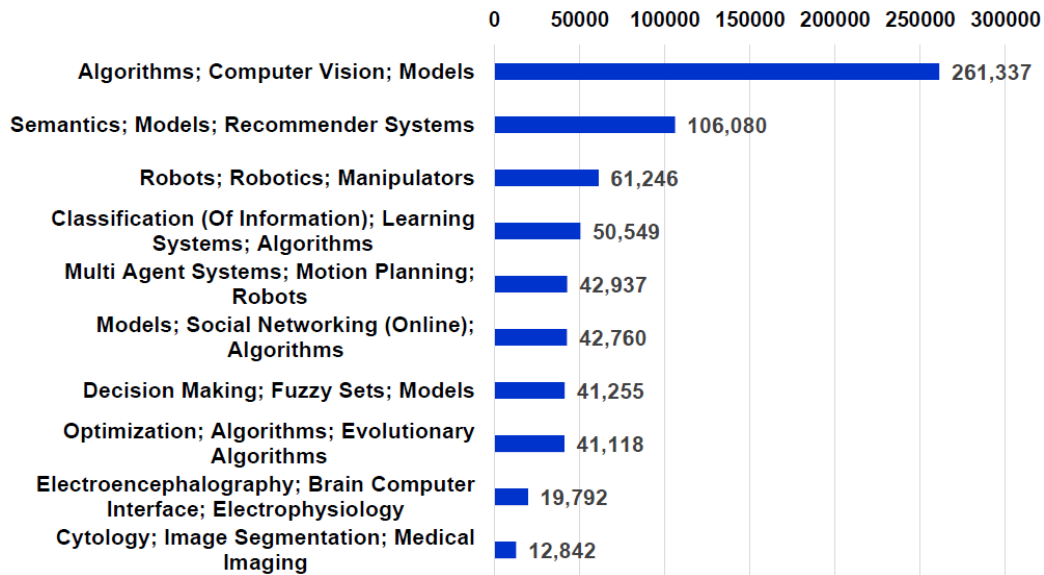 0 50000 100000 150000 200000 250000 300000
Algorithms; Computer Vision; Models 261,337
Semantics; Models; Recommender Systems 106,080
Robots; Robotics; Manipulators 61,246
Classification (Of Information); Learning
Systems; Algorithms 50,549
Multi Agent Systems; Motion Planning;
Robots 42,937
Models; Social Networking (Online);
Algorithms 42,760
Decision Making; Fuzzy Sets; Models 41,255
Optimization; Algorithms; Evolutionary
Algorithms 41,118
Electroencephalography; Brain Computer
Interface; Electrophysiology 19,792
Cytology; Image Segmentation; Medical
Imaging 12,842